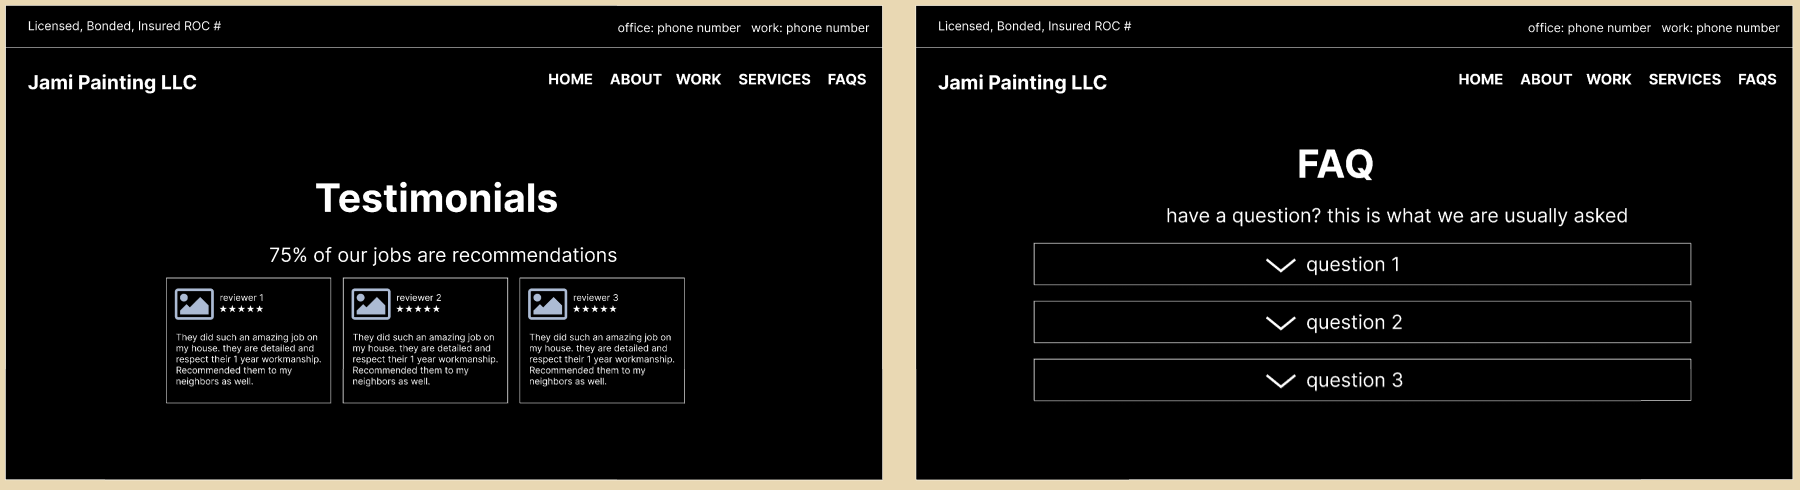 Licensed, Bonded, Insured ROC #
office: phone number work: phone number
Jami Painting LLC
HOME ABOUT WORK SERVICES FAQS
Testimonials
75% of our jobs are recommendations
reviewer 1
★★★★★
They did such an amazing job on
my house. they are detailed and
respect their 1 year workmanship.
Recommended them to my
neighbors as well.
reviewer 2
★★★★★
They did such an amazing job on
my house. they are detailed and
respect their 1 year workmanship.
Recommended them to my
neighbors as well.
reviewer 3
★★★★★
They did such an amazing job on
my house. they are detailed and
respect their 1 year workmanship.
Recommended them to my
neighbors as well.
Licensed, Bonded, Insured ROC #
office: phone number work: phone number
Jami Painting LLC
HOME ABOUT WORK SERVICES FAQS
FAQ
have a question? this is what we are usually asked
question 1
question 2
question 3